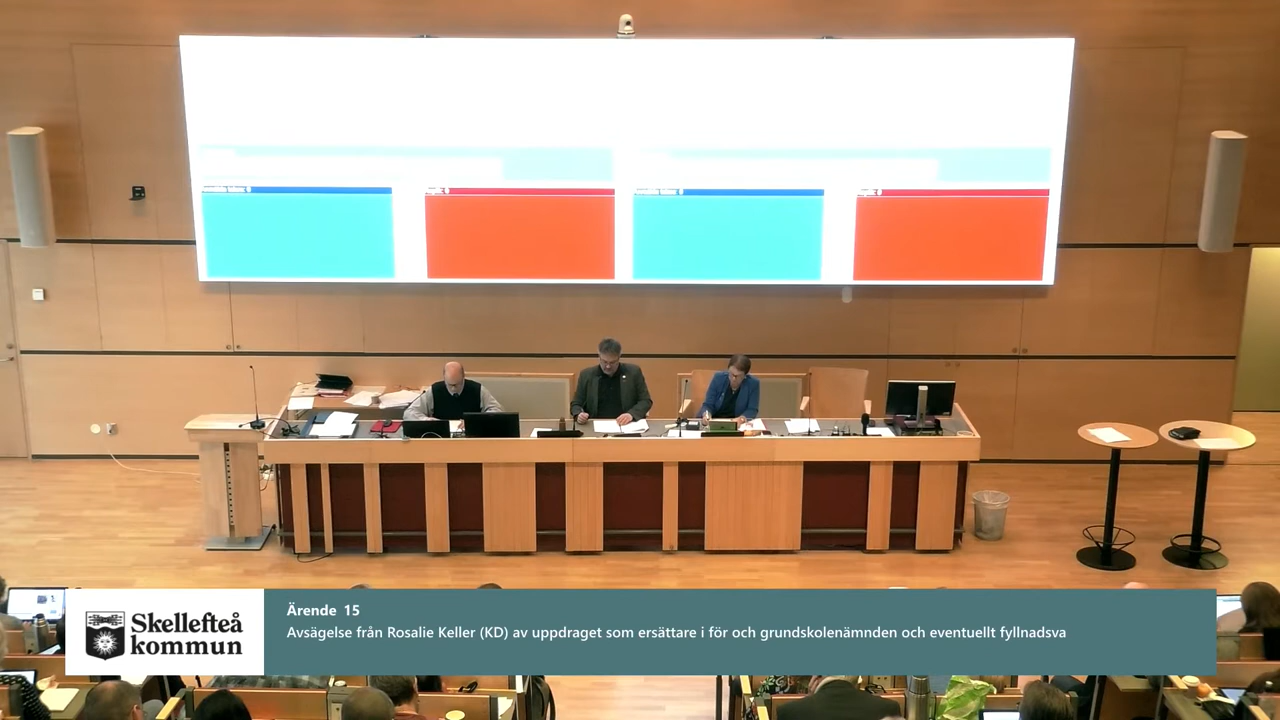 Ärende 15
Avsägelse från Rosalie Keller (KD) av uppdraget som ersättare i för och grundskolenämnden och eventuellt fyllnadsva
Skellefteå
kommun